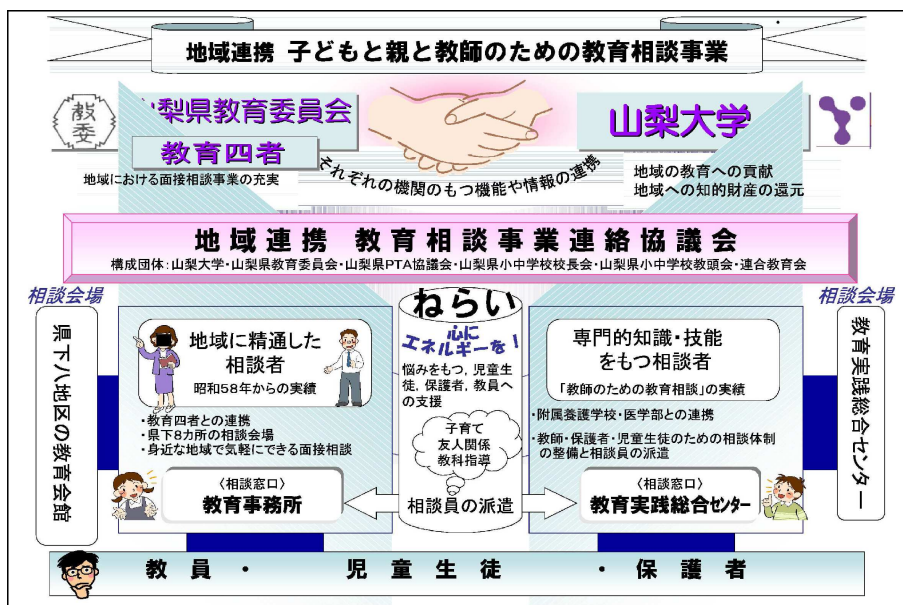 地域連携 子どもと親と教師のための教育相談事業
教委
山梨県教育委員会
教育四者
地域における面接相談事業の充実
それぞれの機関のもつ機能や情報の連携
山梨大学
地域の教育への貢献
地域への知的財産の還元
地域連携 教育相談事業連絡協議会
構成団体:山梨大学・山梨県教育委員会・山梨県PTA協議会・山梨県小中学校校長会・山梨県小中学校教頭会・連合教育会
相談会場
県下八地区の教育会館
地域に精通した
相談者
昭和58年からの実績
・教育四者との連携
・県下8カ所の相談会場
・身近な地域で気軽にできる面接相談
〈相談窓口〉
教育事務所
ねらい
心に
エネルギーを!
悩みをもつ, 児童生
徒, 保護者, 教員へ
の支援
子育て
友人関係
教科指導
相談員の派遣
専門的知識・技能
をもつ相談者
「教師のための教育相談」の実績
・附属養護学校・医学部との連携
・教師・保護者・児童生徒のための相談体制
の整備と相談員の派遣
〈相談窓口〉
教育実践総合センター
相談会場
教育実践総合センター
教員・ 児童生徒 ・保護者